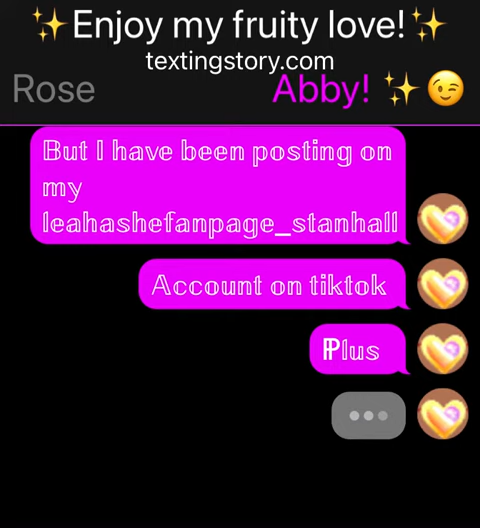 ✨Enjoy my fruity love!✨
textingstory.com
Rose Abby! ✨😉
But I have been posting on
my
leahashefanpage_stanhall
Account on tiktok
Plus